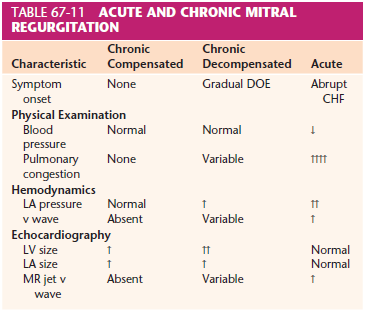 TABLE 67-11 ACUTE AND CHRONIC MITRAL
REGURGITATION
Chronic Chronic
Characteristic Compensated Decompensated Acute
Symptom None Gradual DOE Abrupt
onset CHF
Physical Examination
Blood Normal Normal ↓
pressure
Pulmonary None Variable ↑↑↑↑
congestion
Hemodynamics
LA pressure Normal ↑ ↑↑
v wave Absent Variable ↑
Echocardiography
LV size ↑ ↑↑ Normal
LA size ↑ ↑ Normal
MR jet v Absent Variable ↑
wave